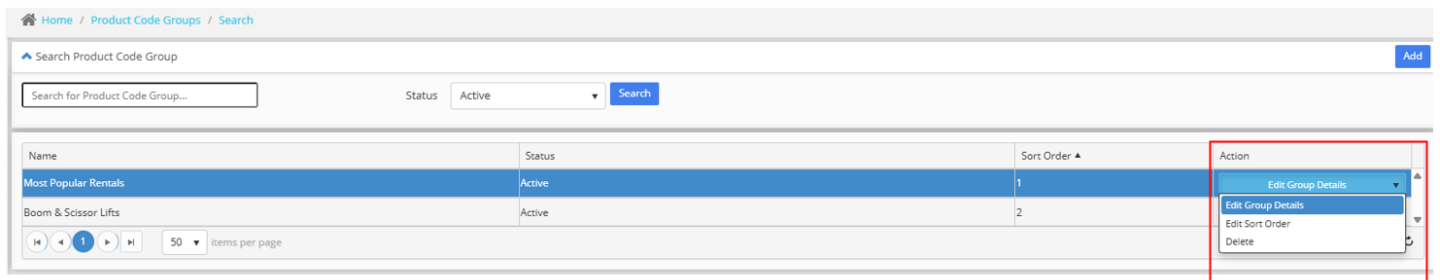 Home / Product Code Groups / Search
Search Product Code Group
Add
Search for Product Code Group...
Status
Active
Search
Name
Status
Sort Order
Action
Most Popular Rentals
Active
1
Edit Group Details
Edit Group Details
Boom & Scissor Lifts
Active
2
Edit Sort Order
Delete
1
50
items per page